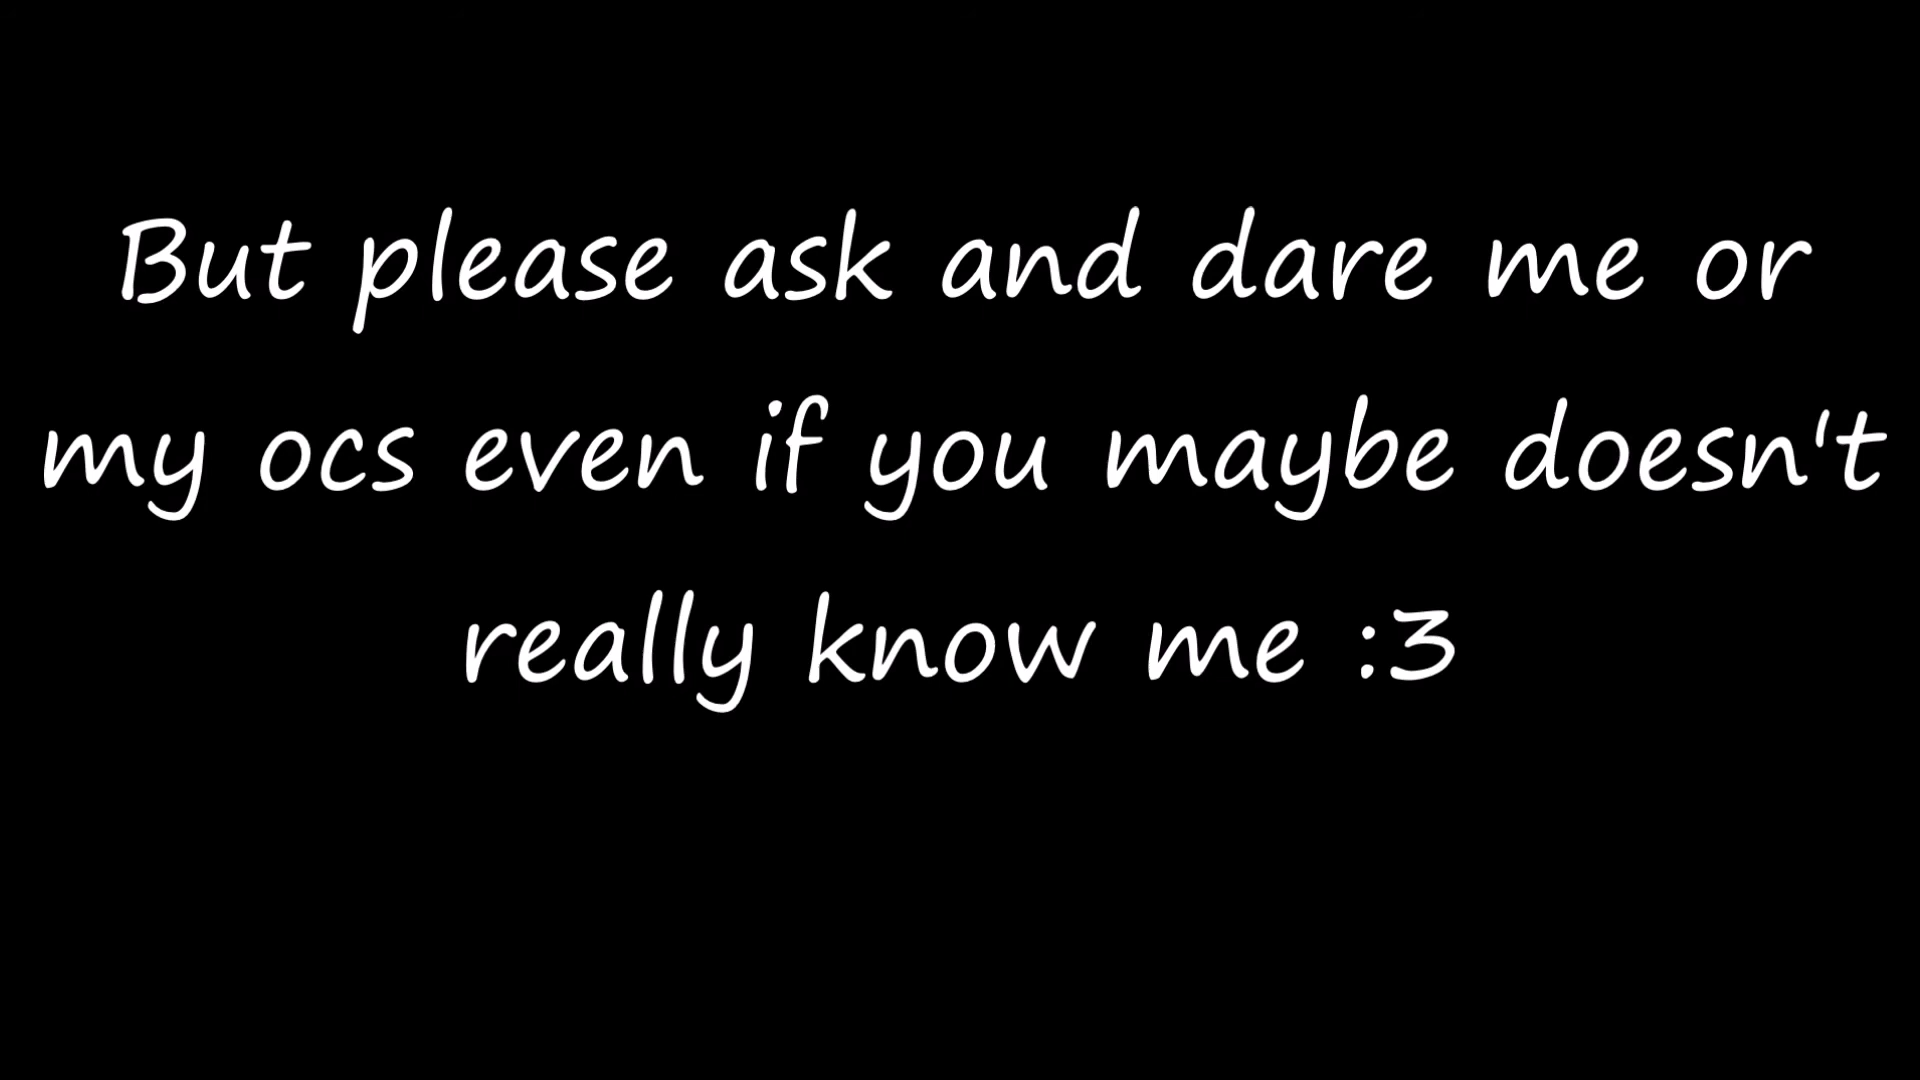 But please ask and dare me or
my ocs even if you maybe doesn't
really know me :3